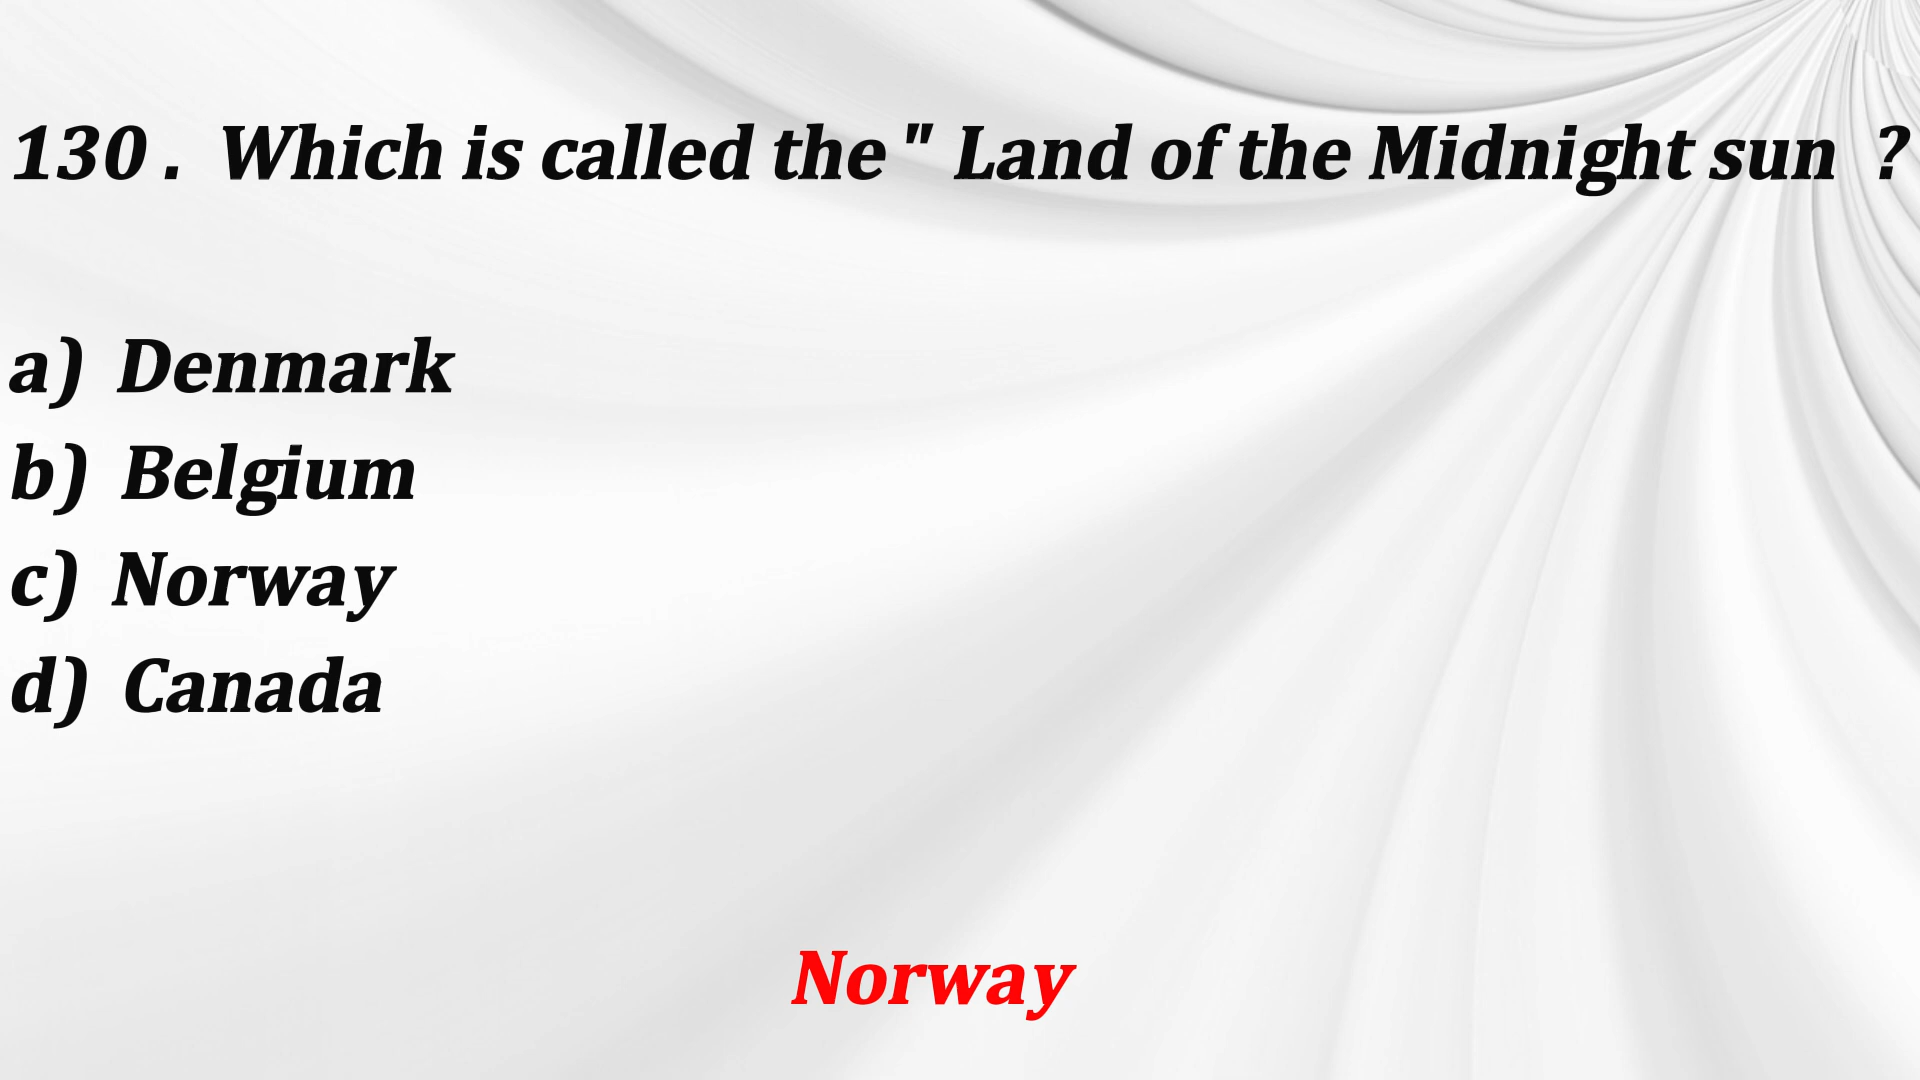 130 . Which is called the " Land of the Midnight sun ?
a) Denmark
b) Belgium
c) Norway
d) Canada
Norway